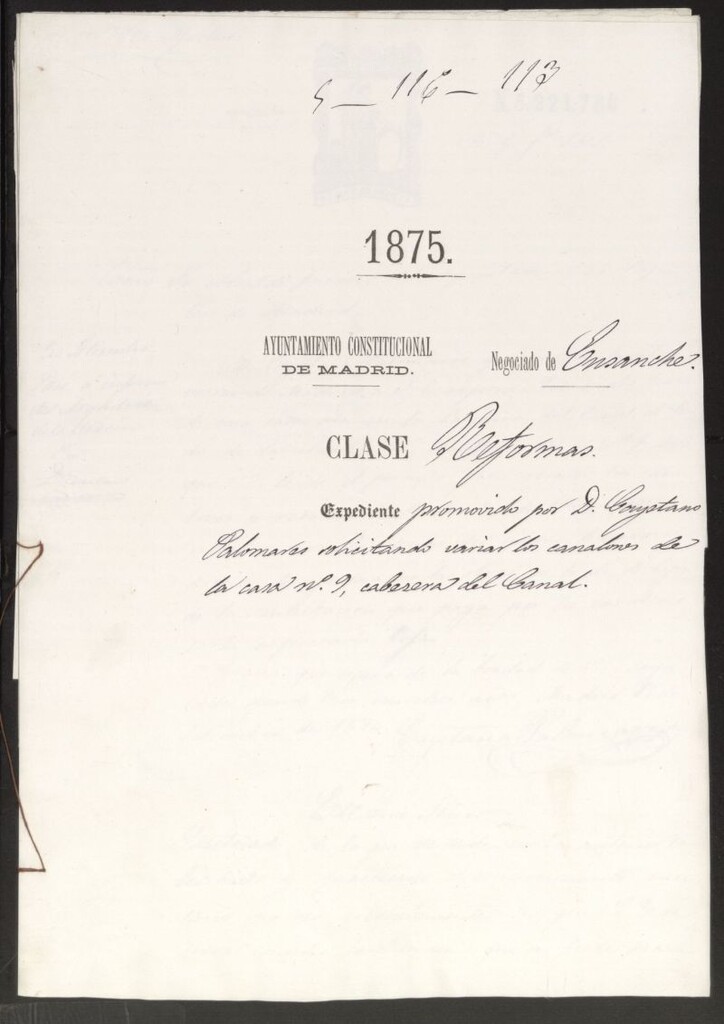 5 — 116 — 113
1875.
AYUNTAMIENTO CONSTITUCIONAL
DE MADRID.
Negociado de Ensanche.
CLASE Reformas.
Expediente promovido por D. Cayetano
Palomares solicitando variar los canalones de
la casa nº. 9, cabecera del Canal.